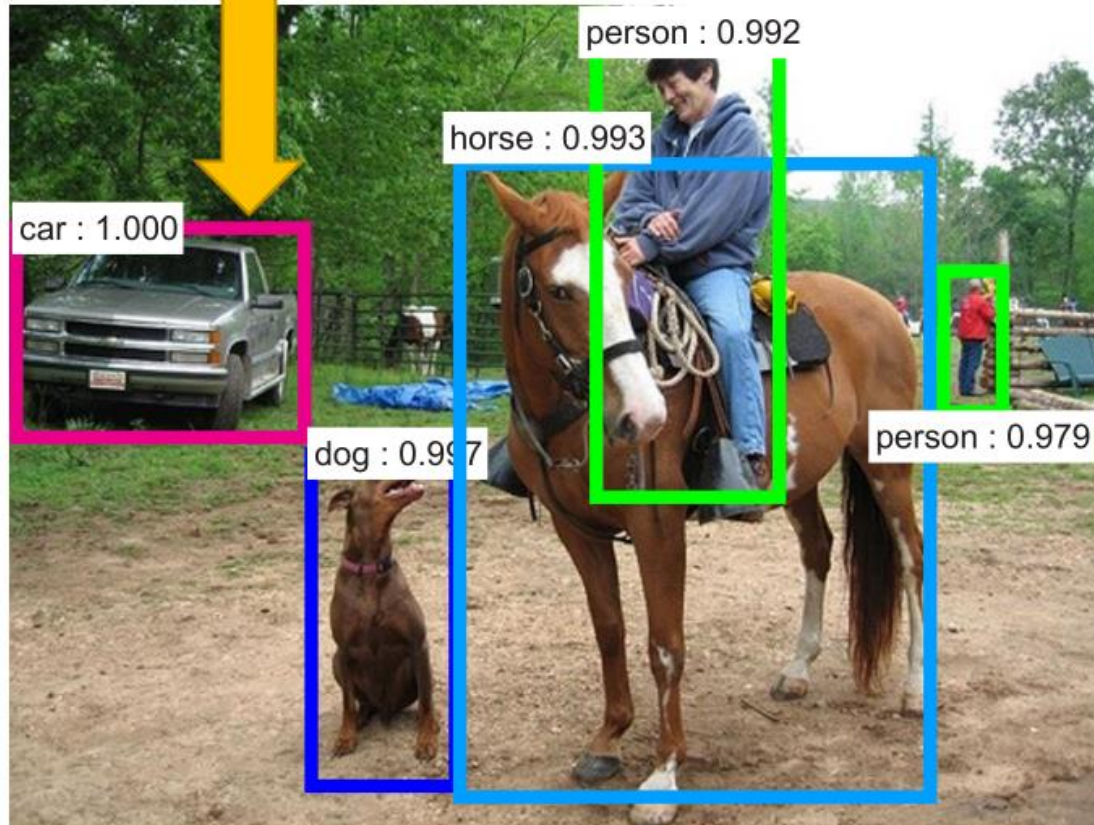 person : 0.992
horse : 0.993
car : 1.000
person : 0.979
dog : 0.997